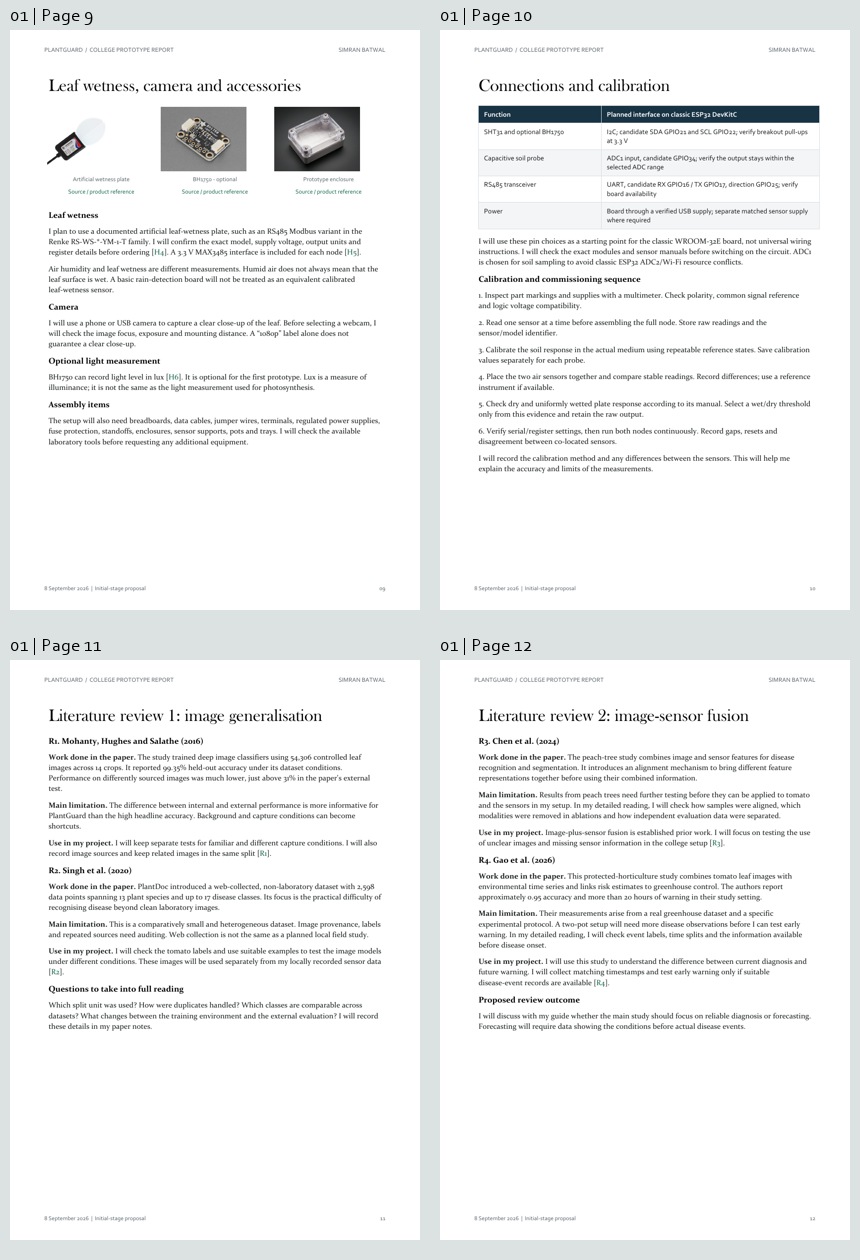 01 | Page 9
PLANTGUARD / COLLEGE PROTOTYPE REPORT
SIMRAN BATWAL
Leaf wetness, camera and accessories
Artificial wetness plate
BH1750 - optional
Prototype enclosure
Source / product reference
Source / product reference
Source / product reference
Leaf wetness
I plan to use a documented artificial leaf-wetness plate, such as an RS485 Modbus variant in the
Renke RS-WS-*-YM-1-T family. I will confirm the exact model, supply voltage, output units and
register details before ordering [H4]. A 3.3 V MAX3485 interface is included for each node [H5].
Air humidity and leaf wetness are different measurements. Humid air does not always mean that the
leaf surface is wet. A basic rain-detection board will not be treated as an equivalent calibrated
leaf-wetness sensor.
Camera
I will use a phone or USB camera to capture a clear close-up of the leaf. Before selecting a webcam, I
will check the image focus, exposure and mounting distance. A "1080p" label alone does not
guarantee a clear close-up.
Optional light measurement
BH1750 can record light level in lux [H6]. It is optional for the first prototype. Lux is a measure of
illuminance; it is not the same as the light measurement used for photosynthesis.
Assembly items
The setup will also need breadboards, data cables, jumper wires, terminals, regulated power supplies,
fuse protection, standoffs, enclosures, sensor supports, pots and trays. I will check the available
laboratory tools before requesting any additional equipment.
8 September 2026 | Initial-stage proposal
09
01 | Page 10
PLANTGUARD / COLLEGE PROTOTYPE REPORT
SIMRAN BATWAL
Connections and calibration
Function
Planned interface on classic ESP32 DevKitC
SHT31 and optional BH1750
I2C; candidate SDA GPIO21 and SCL GPIO22; verify breakout pull-ups
at 3.3 V
Capacitive soil probe
ADC1 input, candidate GPIO34; verify the output stays within the
selected ADC range
RS485 transceiver
UART, candidate RX GPIO16 / TX GPIO17, direction GPIO25; verify
board availability
Power
Board through a verified USB supply; separate matched sensor supply
where required
I will use these pin choices as a starting point for the classic WROOM-32E board, not universal wiring
instructions. I will check the exact modules and sensor manuals before switching on the circuit. ADC1
is chosen for soil sampling to avoid classic ESP32 ADC2/Wi-Fi resource conflicts.
Calibration and commissioning sequence
1. Inspect part markings and supplies with a multimeter. Check polarity, common signal reference
and logic voltage compatibility.
2. Read one sensor at a time before assembling the full node. Store raw readings and the
sensor/model identifier.
3. Calibrate the soil response in the actual medium using repeatable reference states. Save calibration
values separately for each probe.
4. Place the two air sensors together and compare stable readings. Record differences; use a reference
instrument if available.
5. Check dry and uniformly wetted plate response according to its manual. Select a wet/dry threshold
only from this evidence and retain the raw output.
6. Verify serial/register settings, then run both nodes continuously. Record gaps, resets and
disagreement between co-located sensors.
I will record the calibration method and any differences between the sensors. This will help me
explain the accuracy and limits of the measurements.
8 September 2026 | Initial-stage proposal
10
01 | Page 11
PLANTGUARD / COLLEGE PROTOTYPE REPORT
SIMRAN BATWAL
Literature review 1: image generalisation
R1. Mohanty, Hughes and Salathe (2016)
Work done in the paper. The study trained deep image classifiers using 54,306 controlled leaf
images across 14 crops. It reported 99.35% held-out accuracy under its dataset conditions.
Performance on differently sourced images was much lower, just above 31% in the paper's external
test.
Main limitation. The difference between internal and external performance is more informative for
PlantGuard than the high headline accuracy. Background and capture conditions can become
shortcuts.
Use in my project. I will keep separate tests for familiar and different capture conditions. I will also
record image sources and keep related images in the same split [R1].
R2. Singh et al. (2020)
Work done in the paper. PlantDoc introduced a web-collected, non-laboratory dataset with 2,598
data points spanning 13 plant species and up to 17 disease classes. Its focus is the practical difficulty of
recognising disease beyond clean laboratory images.
Main limitation. This is a comparatively small and heterogeneous dataset. Image provenance, labels
and repeated sources need auditing. Web collection is not the same as a planned local field study.
Use in my project. I will check the tomato labels and use suitable examples to test the image models
under different conditions. These images will be used separately from my locally recorded sensor data
[R2].
Questions to take into full reading
Which split unit was used? How were duplicates handled? Which classes are comparable across
datasets? What changes between the training environment and the external evaluation? I will record
these details in my paper notes.
8 September 2026 | Initial-stage proposal
11
01 | Page 12
PLANTGUARD / COLLEGE PROTOTYPE REPORT
SIMRAN BATWAL
Literature review 2: image-sensor fusion
R3. Chen et al. (2024)
Work done in the paper. The peach-tree study combines image and sensor features for disease
recognition and segmentation. It introduces an alignment mechanism to bring different feature
representations together before using their combined information.
Main limitation. Results from peach trees need further testing before they can be applied to tomato
and the sensors in my setup. In my detailed reading, I will check how samples were aligned, which
modalities were removed in ablations and how independent evaluation data were separated.
Use in my project. Image-plus-sensor fusion is established prior work. I will focus on testing the use
of unclear images and missing sensor information in the college setup [R3].
R4. Gao et al. (2026)
Work done in the paper. This protected-horticulture study combines tomato leaf images with
environmental time series and links risk estimates to greenhouse control. The authors report
approximately 0.95 accuracy and more than 20 hours of warning in their study setting.
Main limitation. Their measurements arise from a real greenhouse dataset and a specific
experimental protocol. A two-pot setup will need more disease observations before I can test early
warning. In my detailed reading, I will check event labels, time splits and the information available
before disease onset.
Use in my project. I will use this study to understand the difference between current diagnosis and
future warning. I will collect matching timestamps and test early warning only if suitable
disease-event records are available [R4].
Proposed review outcome
I will discuss with my guide whether the main study should focus on reliable diagnosis or forecasting.
Forecasting will require data showing the conditions before actual disease events.
8 September 2026 | Initial-stage proposal
12